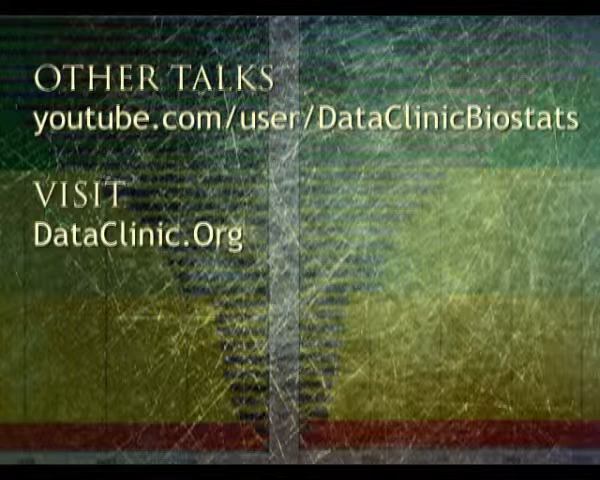 OTHER TALKS
youtube.com/user/DataClinicBiostats
VISIT
DataClinic.Org